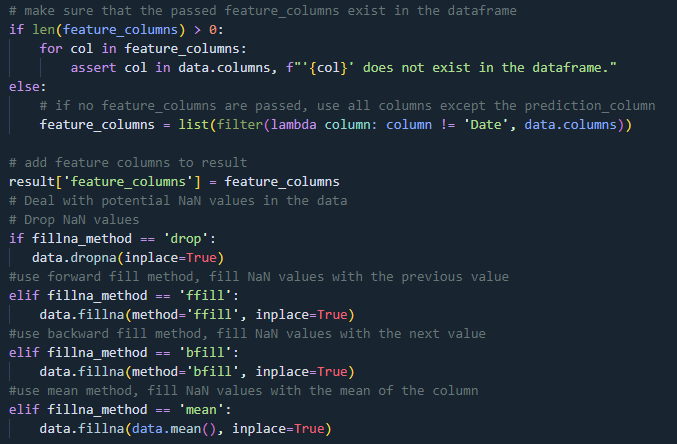 # make sure that the passed feature_columns exist in the dataframe
if len(feature_columns) > 0:
    for col in feature_columns:
        assert col in data.columns, f"'{col}' does not exist in the dataframe."
else:
    # if no feature_columns are passed, use all columns except the prediction_column
    feature_columns = list(filter(lambda column: column != 'Date', data.columns))

# add feature columns to result
result['feature_columns'] = feature_columns
# Deal with potential NaN values in the data
# Drop NaN values
if fillna_method == 'drop':
   data.dropna(inplace=True)
#use forward fill method, fill NaN values with the previous value
elif fillna_method == 'ffill':
    data.fillna(method='ffill', inplace=True)
#use backward fill method, fill NaN values with the next value
elif fillna_method == 'bfill':
    data.fillna(method='bfill', inplace=True)
#use mean method, fill NaN values with the mean of the column
elif fillna_method == 'mean':
    data.fillna(data.mean(), inplace=True)